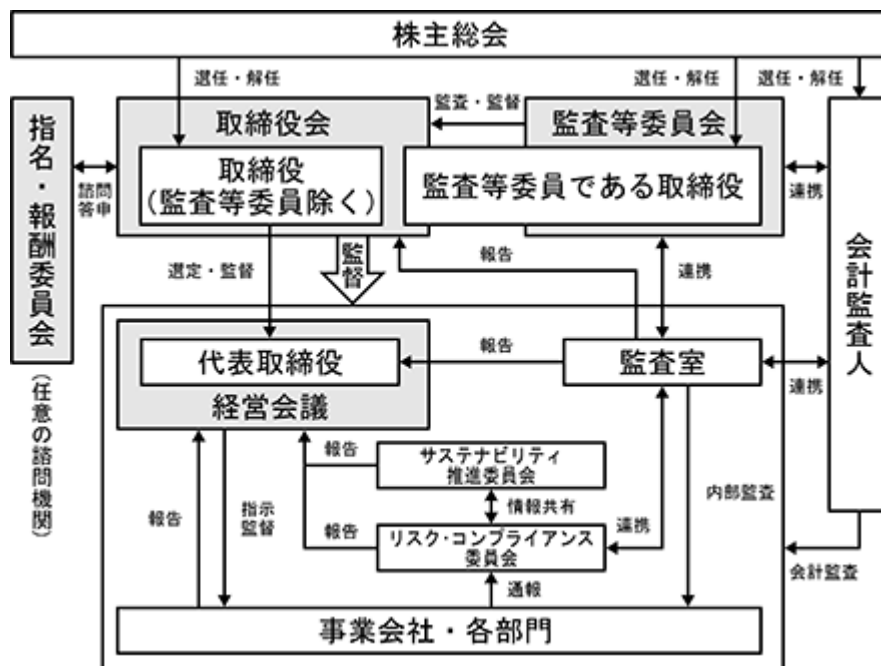 株主総会
選任・解任
選任・解任
選任・解任
指名・報酬委員会
(任意の諮問機関)
諮問
答申
取締役会
取締役
(監査等委員除く)
監査・監督
監査等委員会
監査等委員である取締役
連携
会計監査人
選定・監督
監督
報告
連携
代表取締役
経営会議
報告
監査室
連携
報告
指示
監督
報告
サステナビリティ
推進委員会
情報共有
報告
リスク・コンプライアンス
委員会
連携
内部監査
会計監査
通報
事業会社・各部門